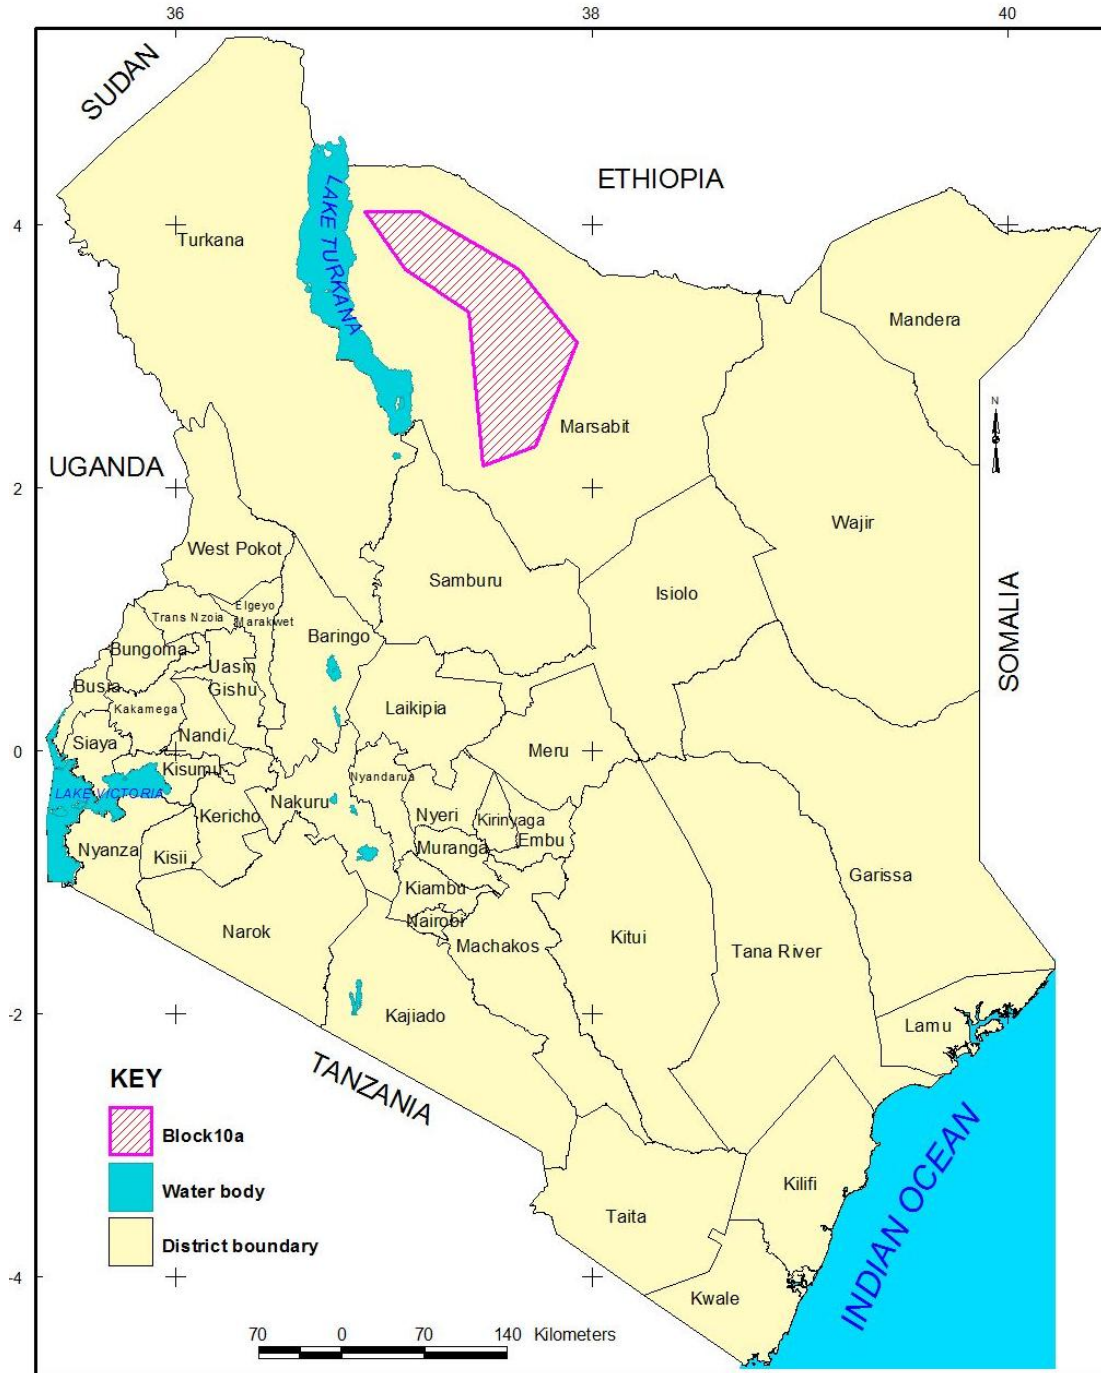 36 38 40
SUDAN
ETHIOPIA
LAKE TURKANA
4
Turkana
Mandera
N
Marsabit
UGANDA
2
Wajir
West Pokot
Samburu
Isiolo
SOMALIA
Elgeyo
Marakwet
Trans Nzoia
Baringo
Bungoma
Uasin
Gishu
Busia
Kakamega
Laikipia
Nandi
Siaya
0
Meru
Kisumu
Nyandarua
LAKE VICTORIA
Nakuru
Kericho
Nyeri
Kirinyaga
Embu
Muranga
Nyanza
Kisii
Garissa
Kiambu
Nairobi
Narok
Machakos
Kitui
Tana River
-2
Kajiado
Lamu
TANZANIA
KEY
Block10a
Water body
District boundary
Kilifi
Taita
INDIAN OCEAN
-4
Kwale
70 0 70 140 Kilometers